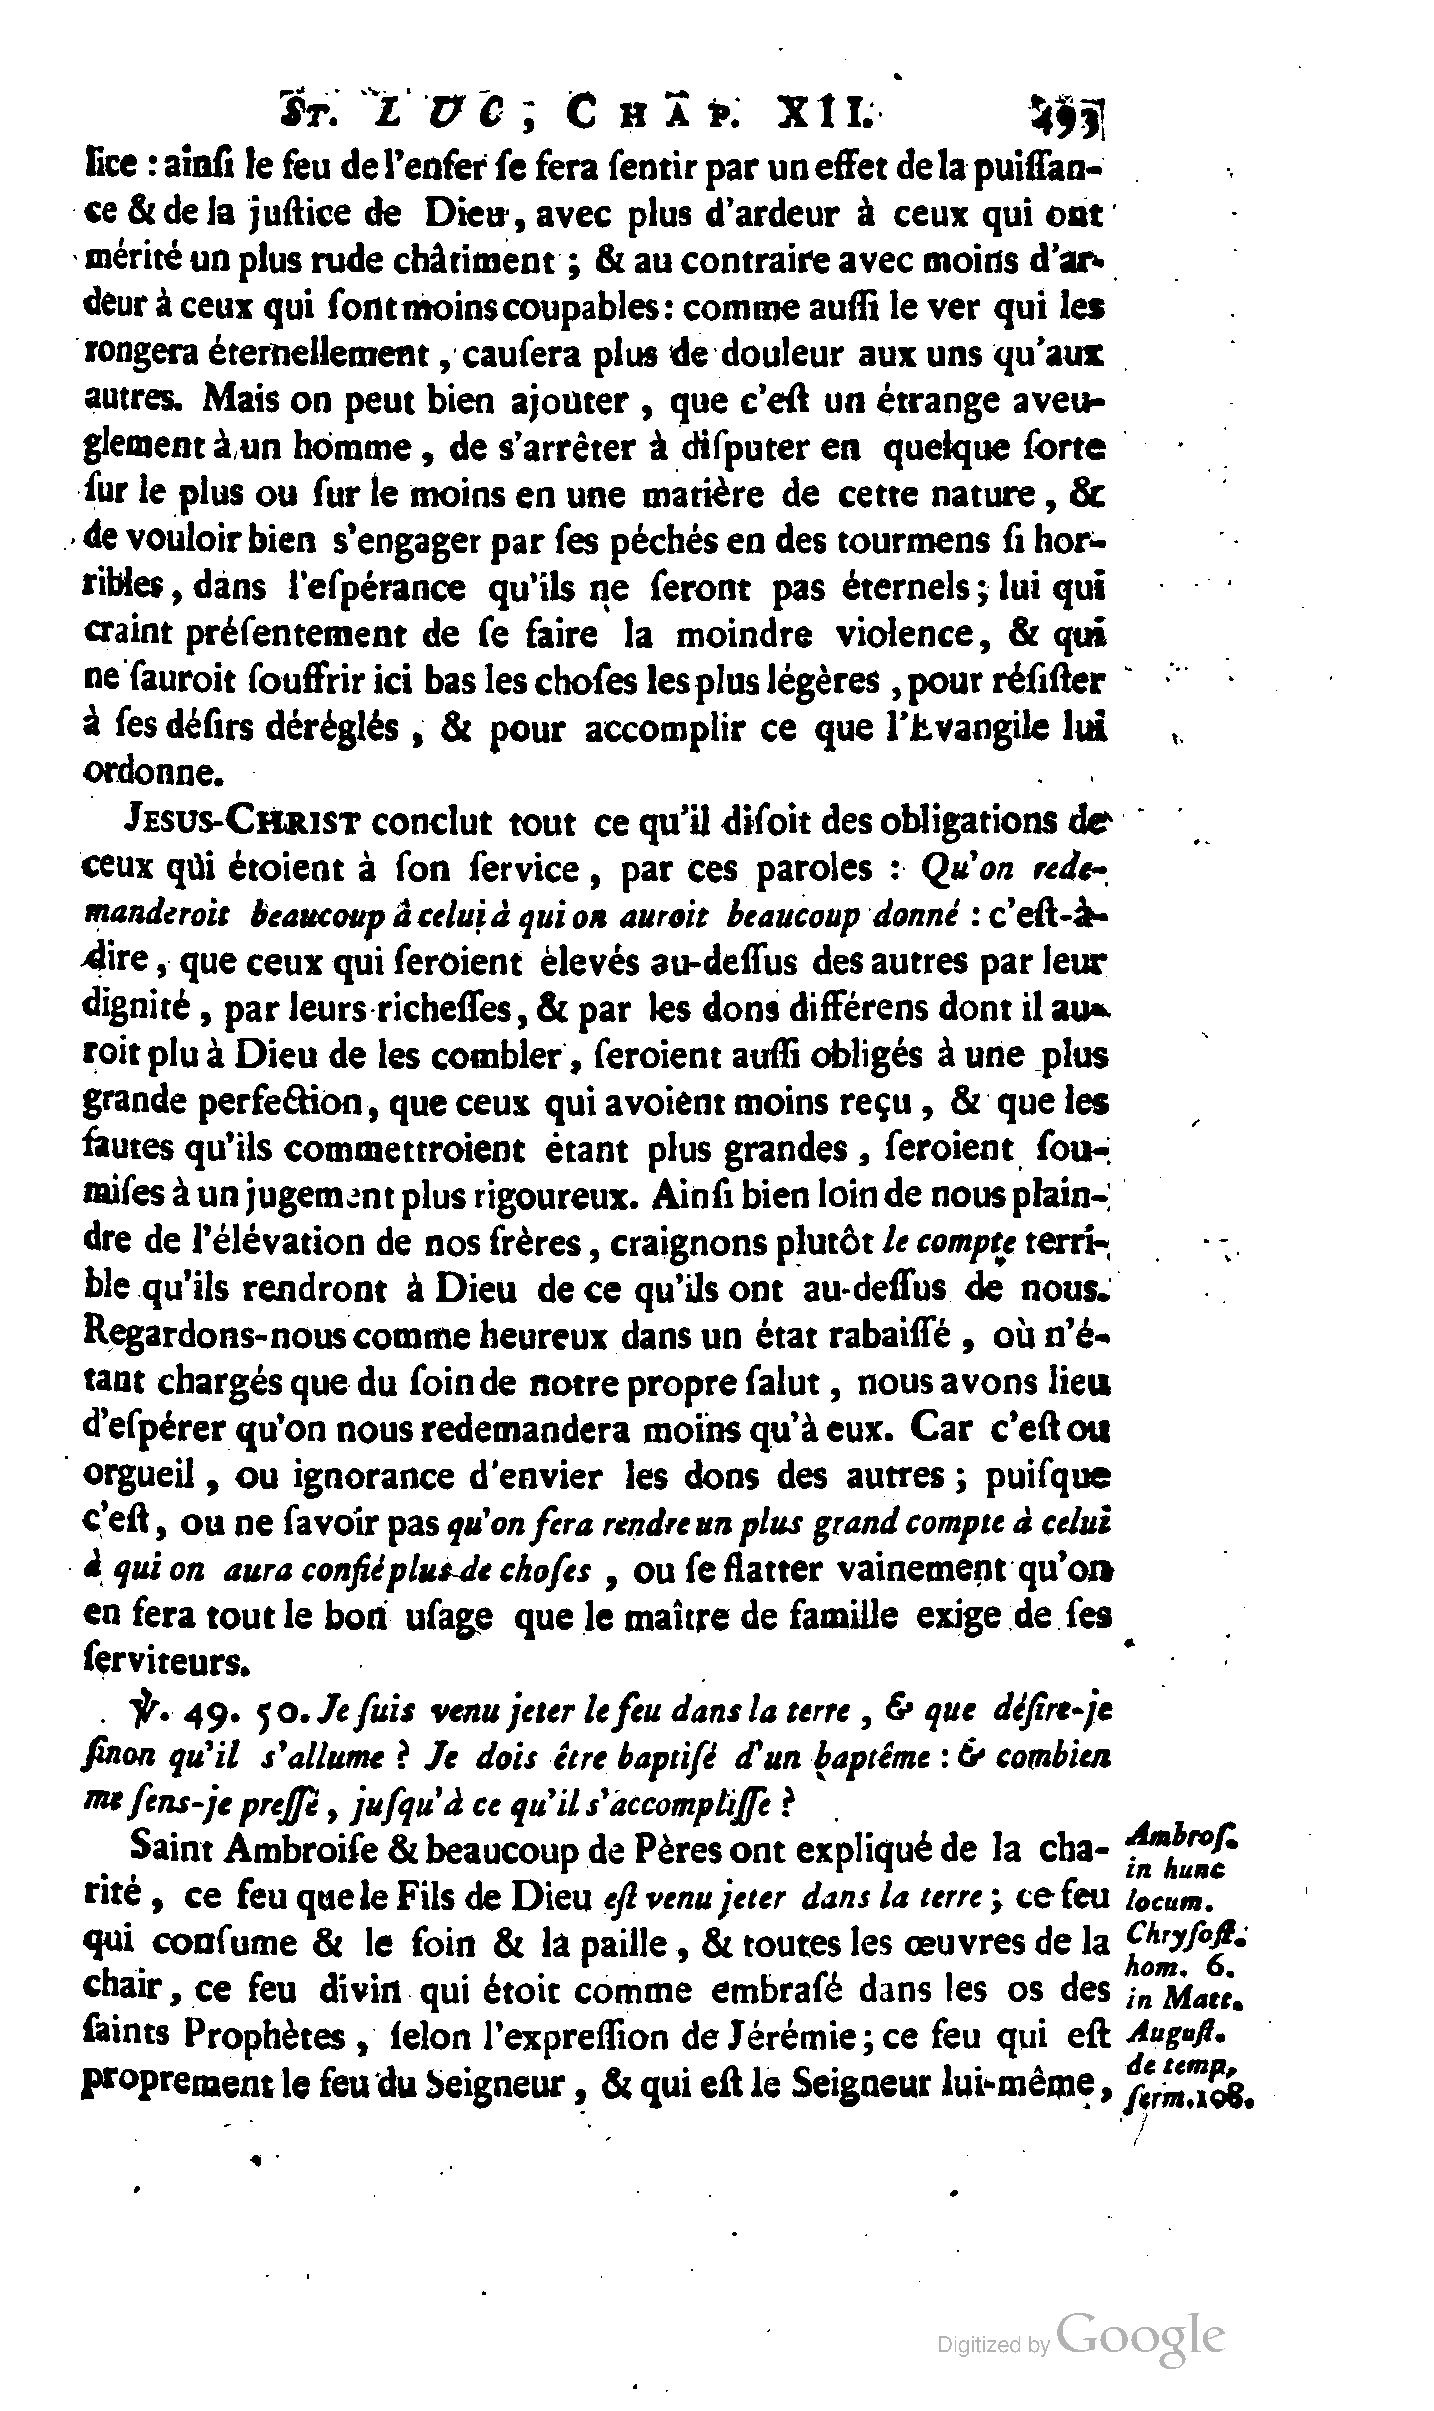 ST. LUC, CHAP. XII. 493
lice : ainſi le feu de l'enfer ſe fera ſentir par un effet de la puiſſan-
ce & de la juſtice de Dieu, avec plus d'ardeur à ceux qui ont
mérité un plus rude châtiment ; & au contraire avec moins d'ar-
deur à ceux qui ſont moins coupables : comme auſſi le ver qui les
rongera éternellement, cauſera plus de douleur aux uns qu'aux
autres. Mais on peut bien ajouter, que c'eſt un étrange aveu-
glement à un homme, de s'arrêter à diſputer en quelque ſorte
ſur le plus ou ſur le moins en une matière de cette nature, &
de vouloir bien s'engager par ſes péchés en des tourmens ſi hor-
ribles, dans l'eſpérance qu'ils ne ſeront pas éternels ; lui qui
craint préſentement de ſe faire la moindre violence, & qui
ne ſauroit ſouffrir ici bas les choſes les plus légères, pour réſiſter
à ſes déſirs déréglés, & pour accomplir ce que l'Evangile lui
ordonne.
JESUS-CHRIST conclut tout ce qu'il diſoit des obligations de
ceux qui étoient à ſon ſervice, par ces paroles : Qu'on rede-
manderoit beaucoup à celui à qui on auroit beaucoup donné : c'eſt-à-
dire, que ceux qui ſeroient élevés au-deſſus des autres par leur
dignité, par leurs richeſſes, & par les dons différens dont il au-
roit plu à Dieu de les combler, ſeroient auſſi obligés à une plus
grande perfection, que ceux qui avoient moins reçu, & que les
fautes qu'ils commettroient étant plus grandes, ſeroient ſou-
miſes à un jugement plus rigoureux. Ainſi bien loin de nous plain-
dre de l'élévation de nos frères, craignons plutôt le compte terri-
ble qu'ils rendront à Dieu de ce qu'ils ont au-deſſus de nous.
Regardons-nous comme heureux dans un état rabaiſſé, où n'é-
tant chargés que du ſoin de notre propre ſalut, nous avons lieu
d'eſpérer qu'on nous redemandera moins qu'à eux. Car c'eſt ou
orgueil, ou ignorance d'envier les dons des autres ; puiſque
c'eſt, ou ne ſavoir pas qu'on fera rendre un plus grand compte à celui
à qui on aura confié plus de choſes, ou ſe flatter vainement qu'on
en fera tout le bon uſage que le maître de famille exige de ſes
ſerviteurs.
℣. 49. 50. Je ſuis venu jeter le feu dans la terre, & que déſire-je
ſinon qu'il s'allume ? Je dois être baptiſé d'un baptême : & combien
me ſens-je preſſé, juſqu'à ce qu'il s'accompliſſe ?
Saint Ambroiſe & beaucoup de Pères ont expliqué de la cha-
rité, ce feu que le Fils de Dieu eſt venu jeter dans la terre ; ce feu
qui conſume & le foin & la paille, & toutes les œuvres de la
chair, ce feu divin qui étoit comme embraſé dans les os des
ſaints Prophètes, ſelon l'expreſſion de Jérémie ; ce feu qui eſt
proprement le feu du Seigneur, & qui eſt le Seigneur lui-même,
Ambroſ.
in hunc
locum.
Chryſoſt.
hom. 6.
in Matt.
Auguſt.
de temp.
ſerm. 108.
Digitized by Google